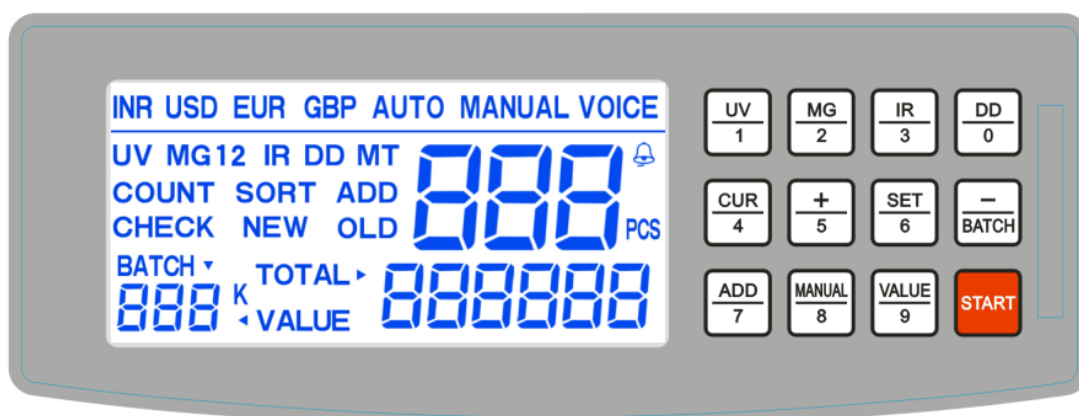 INR USD EUR GBP AUTO MANUAL VOICE
UV MG12 IR DD MT
COUNT SORT ADD
888
CHECK NEW OLD
PCS
BATCH ▾
TOTAL ▸
888 K
◂ VALUE
888888
UV MG IR DD
1 2 3 0
CUR + SET −
4 5 6 BATCH
ADD MANUAL VALUE START
7 8 9